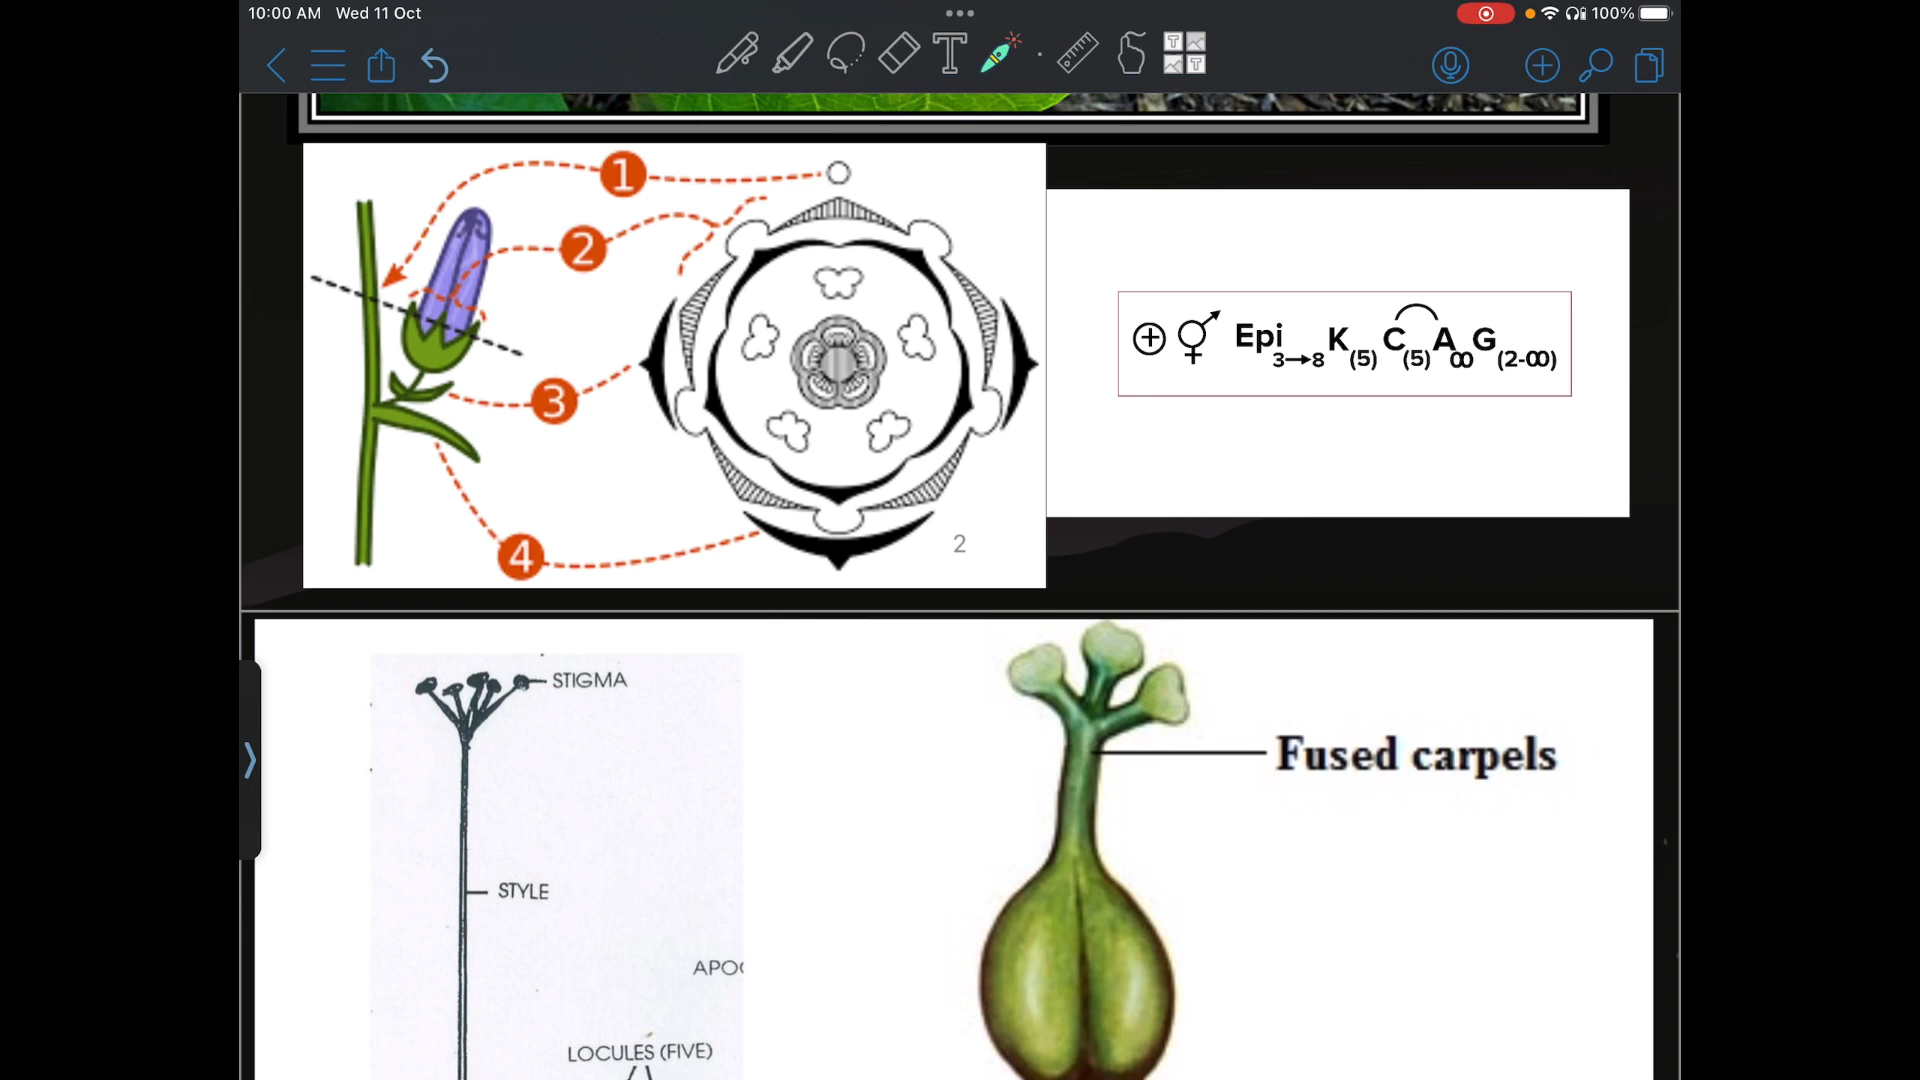 10:00 AM Wed 11 Oct
100%
T
T
T
1
2
3
4
2
⊕ ⚥ Epi3→8 K(5) C(5) A∞ G(2-∞)
STIGMA
STYLE
LOCULES (FIVE)
Fused carpels